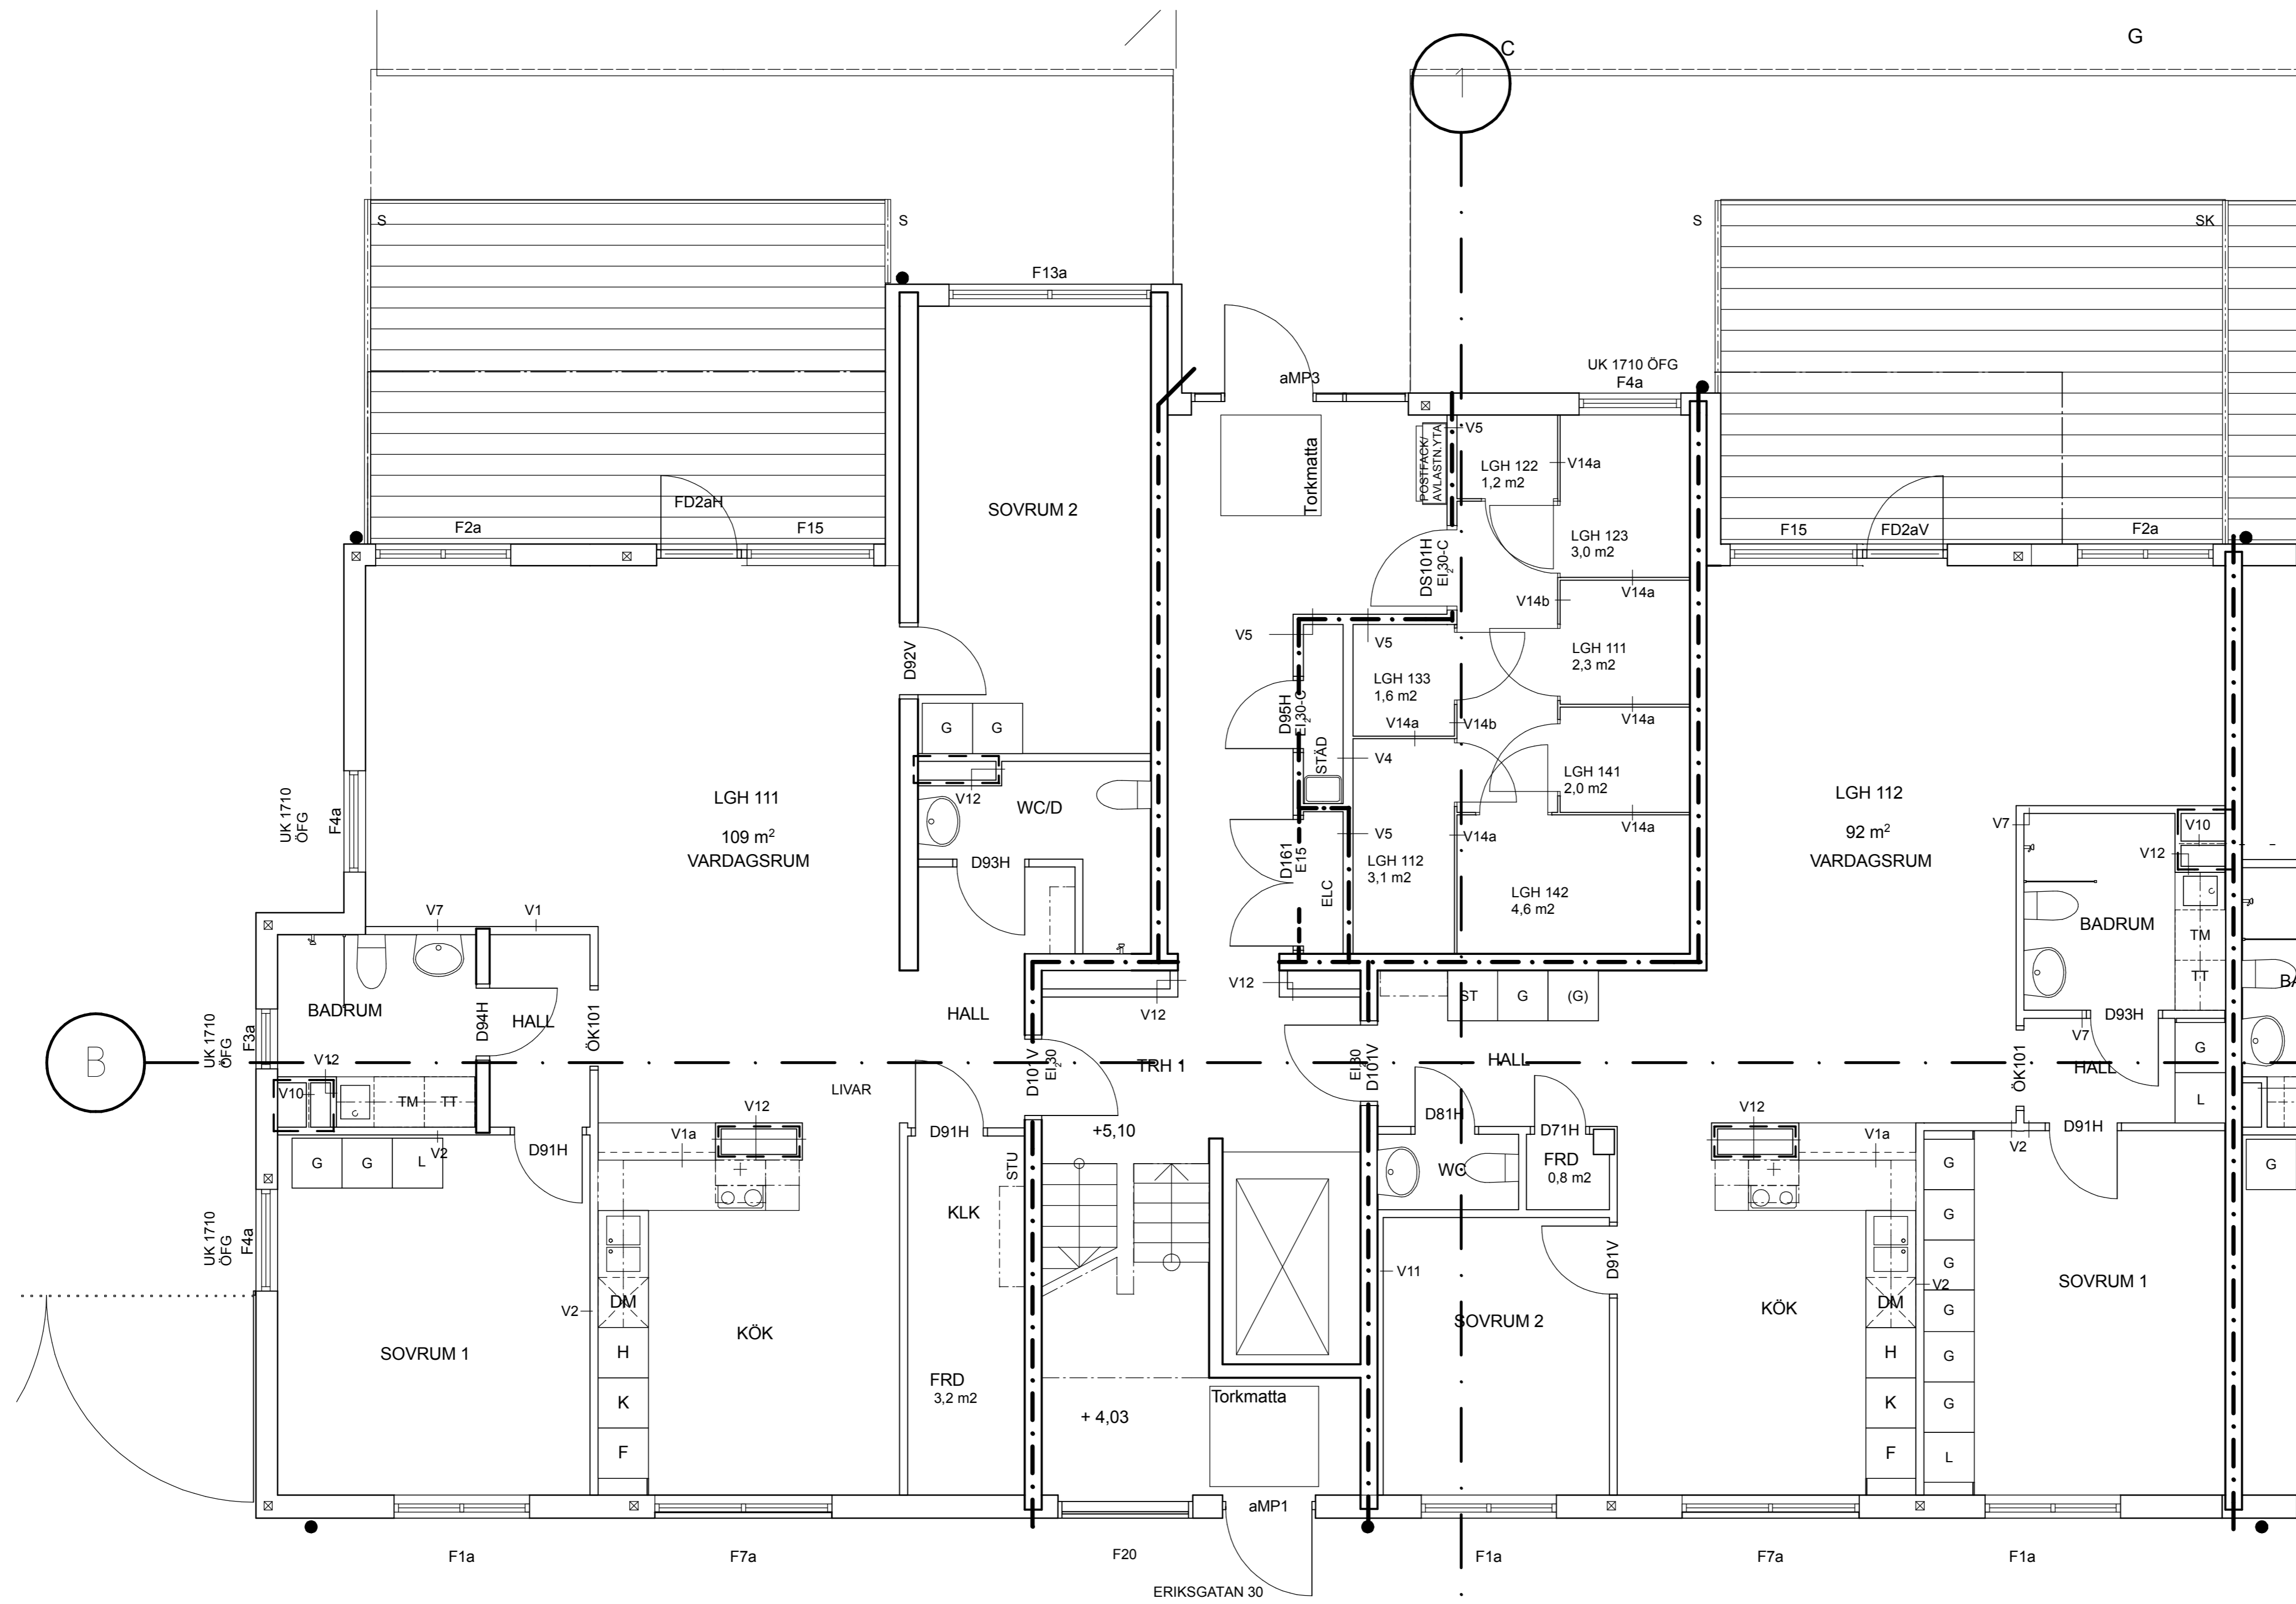 C
G
S
S
S
SK
F13a
aMP3
UK 1710 ÖFG
F4a
F2a
FD2aH
F15
SOVRUM 2
Torkmatta
POSTFACK/
AVLASTN.YTA
V5
LGH 122
1,2 m2
V14a
LGH 123
3,0 m2
F15
FD2aV
F2a
DS101H
EI₂30-C
V14b
V14a
V5
V5
LGH 111
2,3 m2
D92V
LGH 133
1,6 m2
V14a
V14b
V14a
D95H
EI₂30-C
G
G
STÄD
V4
LGH 141
2,0 m2
V12
WC/D
UK 1710
ÖFG
F4a
LGH 111
109 m²
VARDAGSRUM
D93H
D161
E15
V5
ELC
LGH 112
3,1 m2
V14a
V14a
LGH 142
4,6 m2
LGH 112
92 m²
VARDAGSRUM
V7
V10
V12
BADRUM
TM
TT
BA
V7
V1
BADRUM
D94H
HALL
ÖK101
HALL
V12
V12
ST
G
(G)
UK 1710
ÖFG
F3a
B
V12
V10
TM
TT
LIVAR
D101V
EI₂30
TRH 1
EI₂30
D101V
HALL
ÖK101
V7
D93H
HALL
G
L
V12
V1a
D91H
+5,10
D81H
D71H
V12
V1a
V2
D91H
G
G
L
V2
D91H
STU
KLK
WC
FRD
0,8 m2
G
G
G
G
G
G
L
G
UK 1710
ÖFG
F4a
V2
DM
H
K
F
KÖK
SOVRUM 1
FRD
3,2 m2
+ 4,03
Torkmatta
V11
D91V
SOVRUM 2
KÖK
DM
H
K
F
V2
SOVRUM 1
aMP1
F1a
F7a
F20
F1a
F7a
F1a
ERIKSGATAN 30